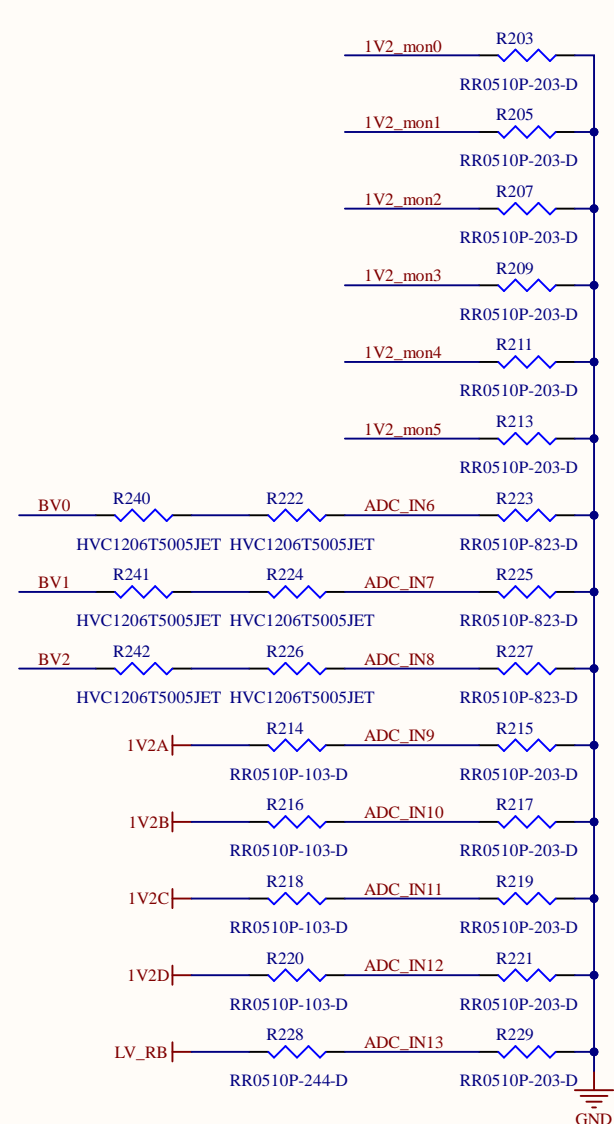 R203
1V2_mon0
RR0510P-203-D
R205
1V2_mon1
RR0510P-203-D
R207
1V2_mon2
RR0510P-203-D
R209
1V2_mon3
RR0510P-203-D
R211
1V2_mon4
RR0510P-203-D
R213
1V2_mon5
RR0510P-203-D
BV0 R240 R222 ADC_IN6 R223
HVC1206T5005JET HVC1206T5005JET RR0510P-823-D
BV1 R241 R224 ADC_IN7 R225
HVC1206T5005JET HVC1206T5005JET RR0510P-823-D
BV2 R242 R226 ADC_IN8 R227
HVC1206T5005JET HVC1206T5005JET RR0510P-823-D
1V2A R214 ADC_IN9 R215
RR0510P-103-D RR0510P-203-D
1V2B R216 ADC_IN10 R217
RR0510P-103-D RR0510P-203-D
1V2C R218 ADC_IN11 R219
RR0510P-103-D RR0510P-203-D
1V2D R220 ADC_IN12 R221
RR0510P-103-D RR0510P-203-D
LV_RB R228 ADC_IN13 R229
RR0510P-244-D RR0510P-203-D
GND